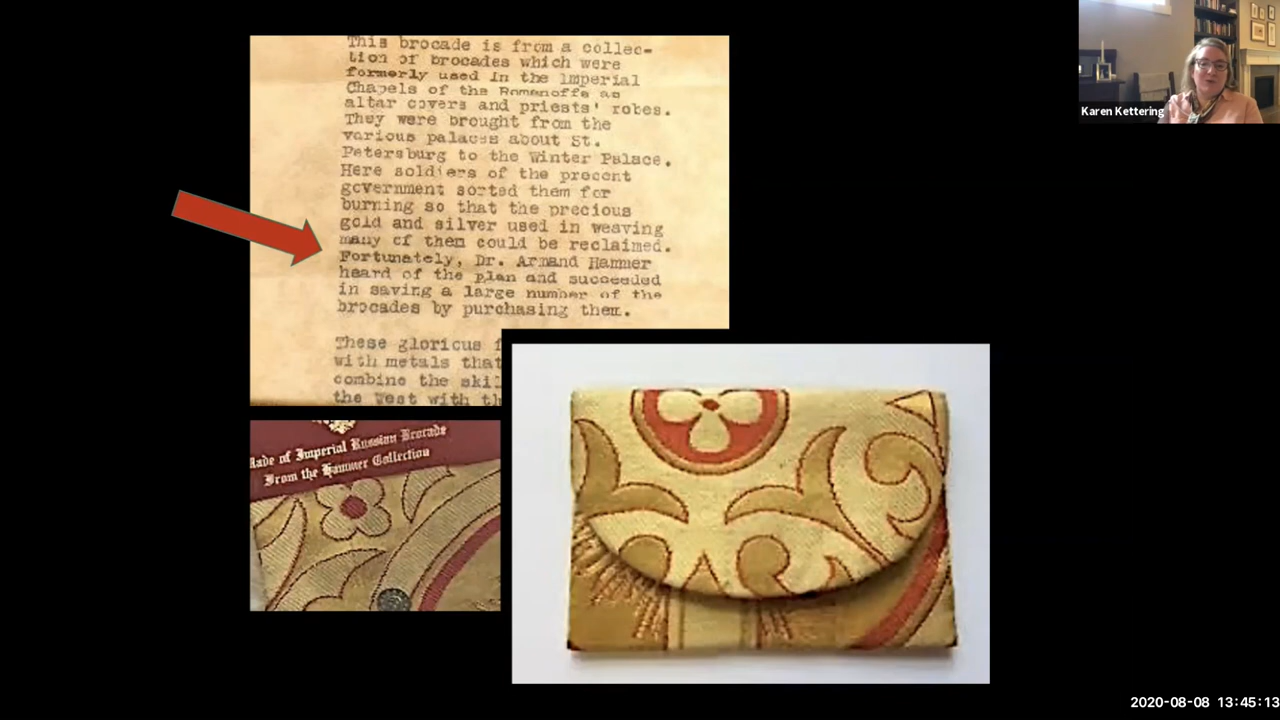 This brocade is from a collec-
tion of brocades which were
formerly used in the Imperial
Chapels of the Romanoffs as
altar covers and priests' robes.
They were brought from the
various palaces about St.
Petersburg to the Winter Palace.
Here soldiers of the present
government sorted them for
burning so that the precious
gold and silver used in weaving
many of them could be reclaimed.
Fortunately, Dr. Armand Hammer
heard of the plan and succeeded
in saving a large number of the
brocades by purchasing them.
These glorious f
with metals that
combine the ski
the West with th
Made of Imperial Russian Brocade
From the Hammer Collection
Karen Kettering
2020-08-08 13:45:13